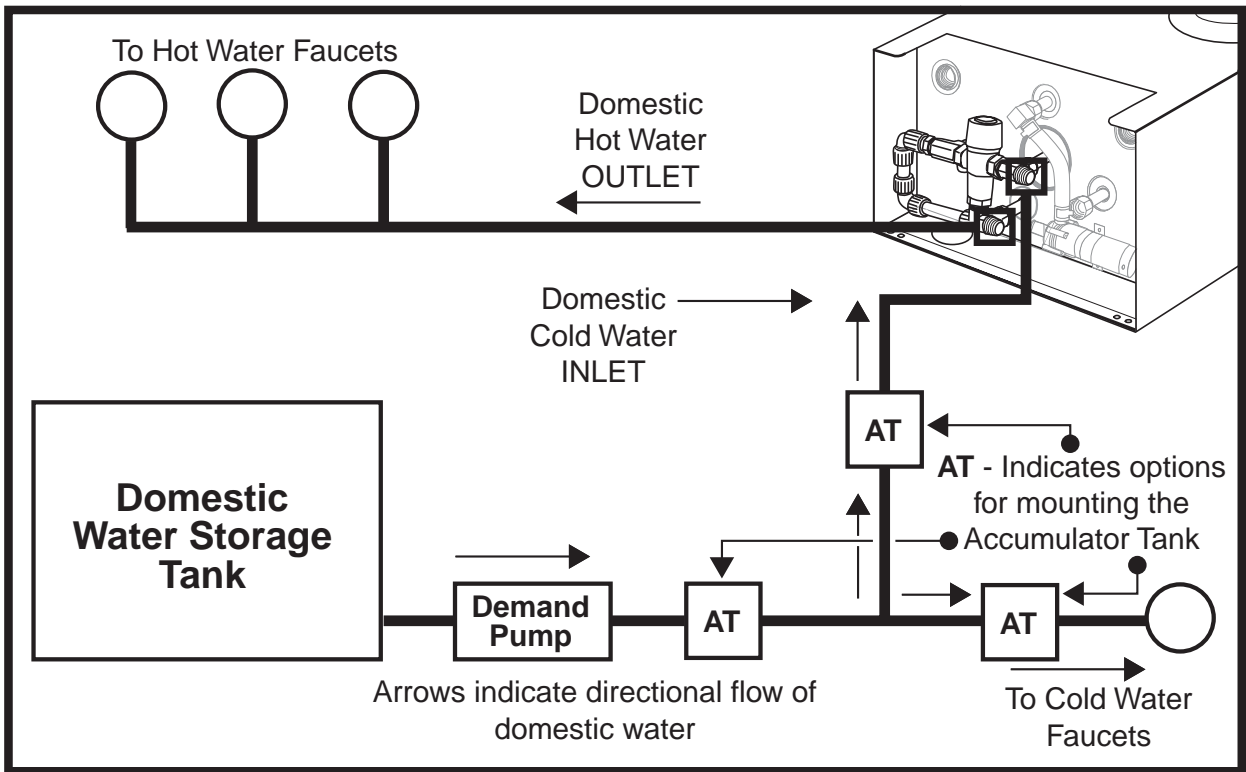 To Hot Water Faucets
Domestic
Hot Water
OUTLET
Domestic
Cold Water
INLET
AT
AT - Indicates options
for mounting the
Accumulator Tank
Domestic
Water Storage
Tank
Demand
Pump
AT
AT
Arrows indicate directional flow of
domestic water
To Cold Water
Faucets